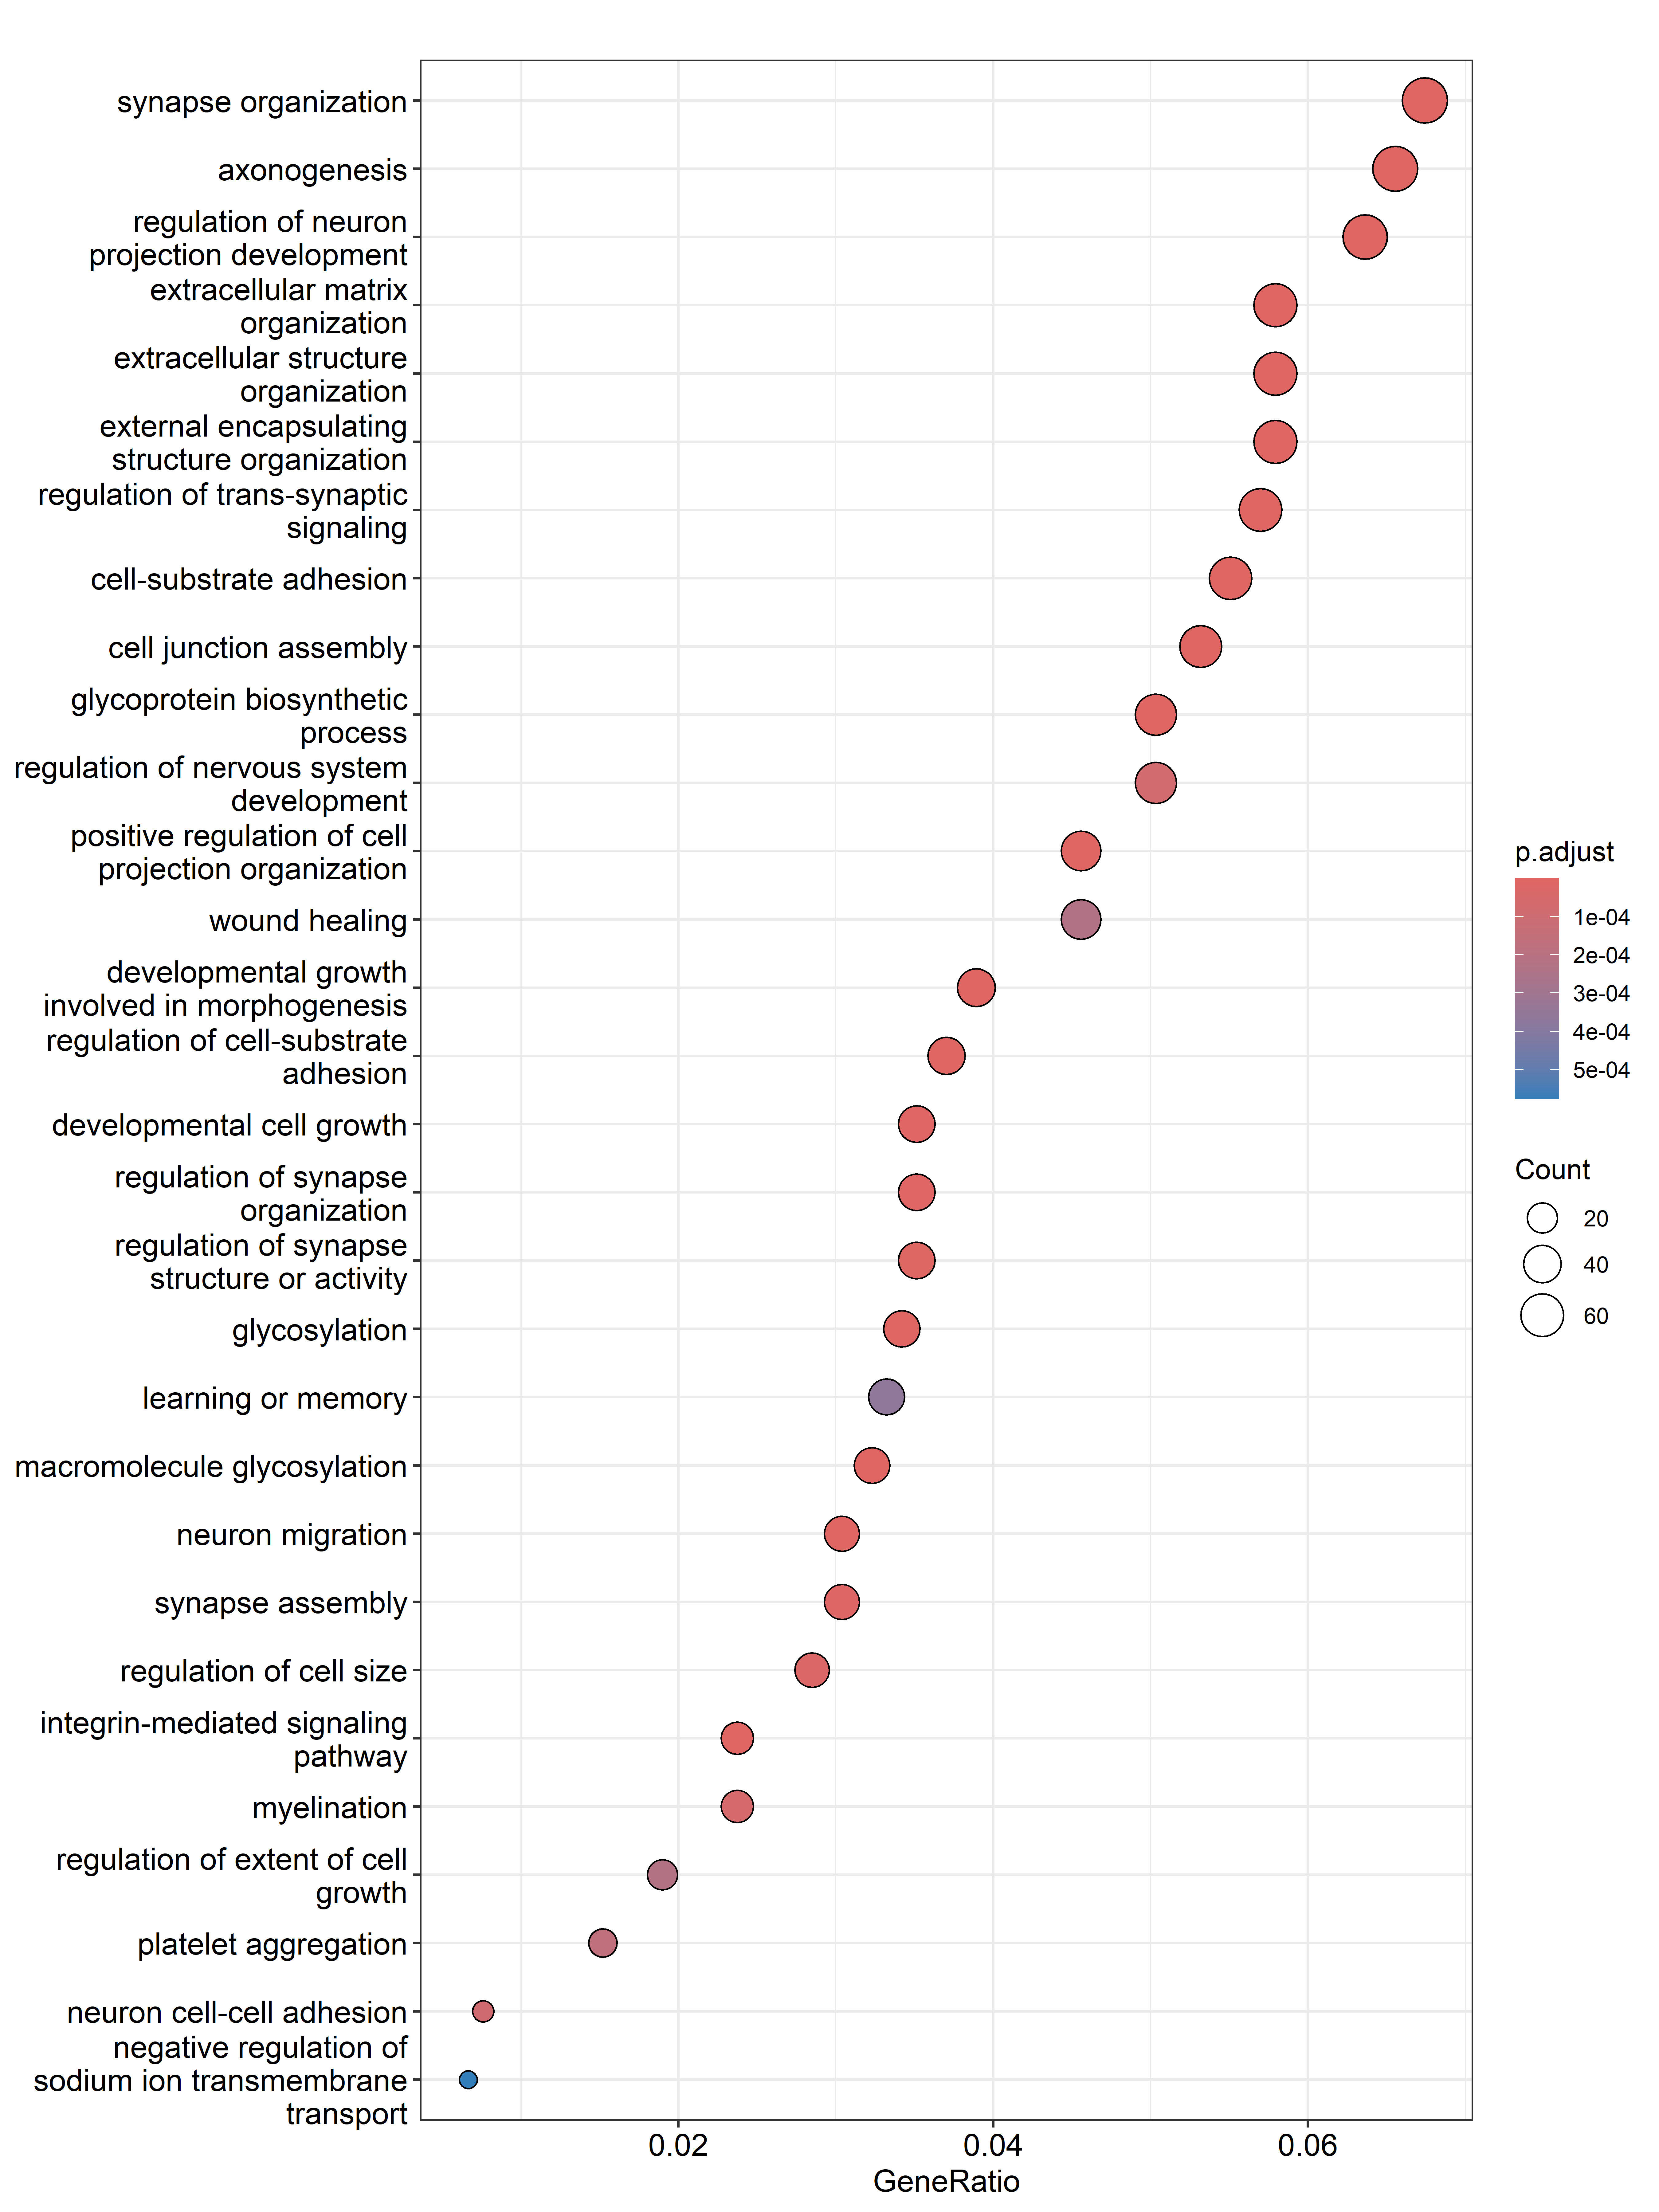 synapse organization
axonogenesis
regulation of neuron
projection development
extracellular matrix
organization
extracellular structure
organization
external encapsulating
structure organization
regulation of trans-synaptic
signaling
cell-substrate adhesion
cell junction assembly
glycoprotein biosynthetic
process
regulation of nervous system
development
positive regulation of cell
projection organization
wound healing
developmental growth
involved in morphogenesis
regulation of cell-substrate
adhesion
developmental cell growth
regulation of synapse
organization
regulation of synapse
structure or activity
glycosylation
learning or memory
macromolecule glycosylation
neuron migration
synapse assembly
regulation of cell size
integrin-mediated signaling
pathway
myelination
regulation of extent of cell
growth
platelet aggregation
neuron cell-cell adhesion
negative regulation of
sodium ion transmembrane
transport
0.02 0.04 0.06
GeneRatio
p.adjust
1e-04
2e-04
3e-04
4e-04
5e-04
Count
20
40
60